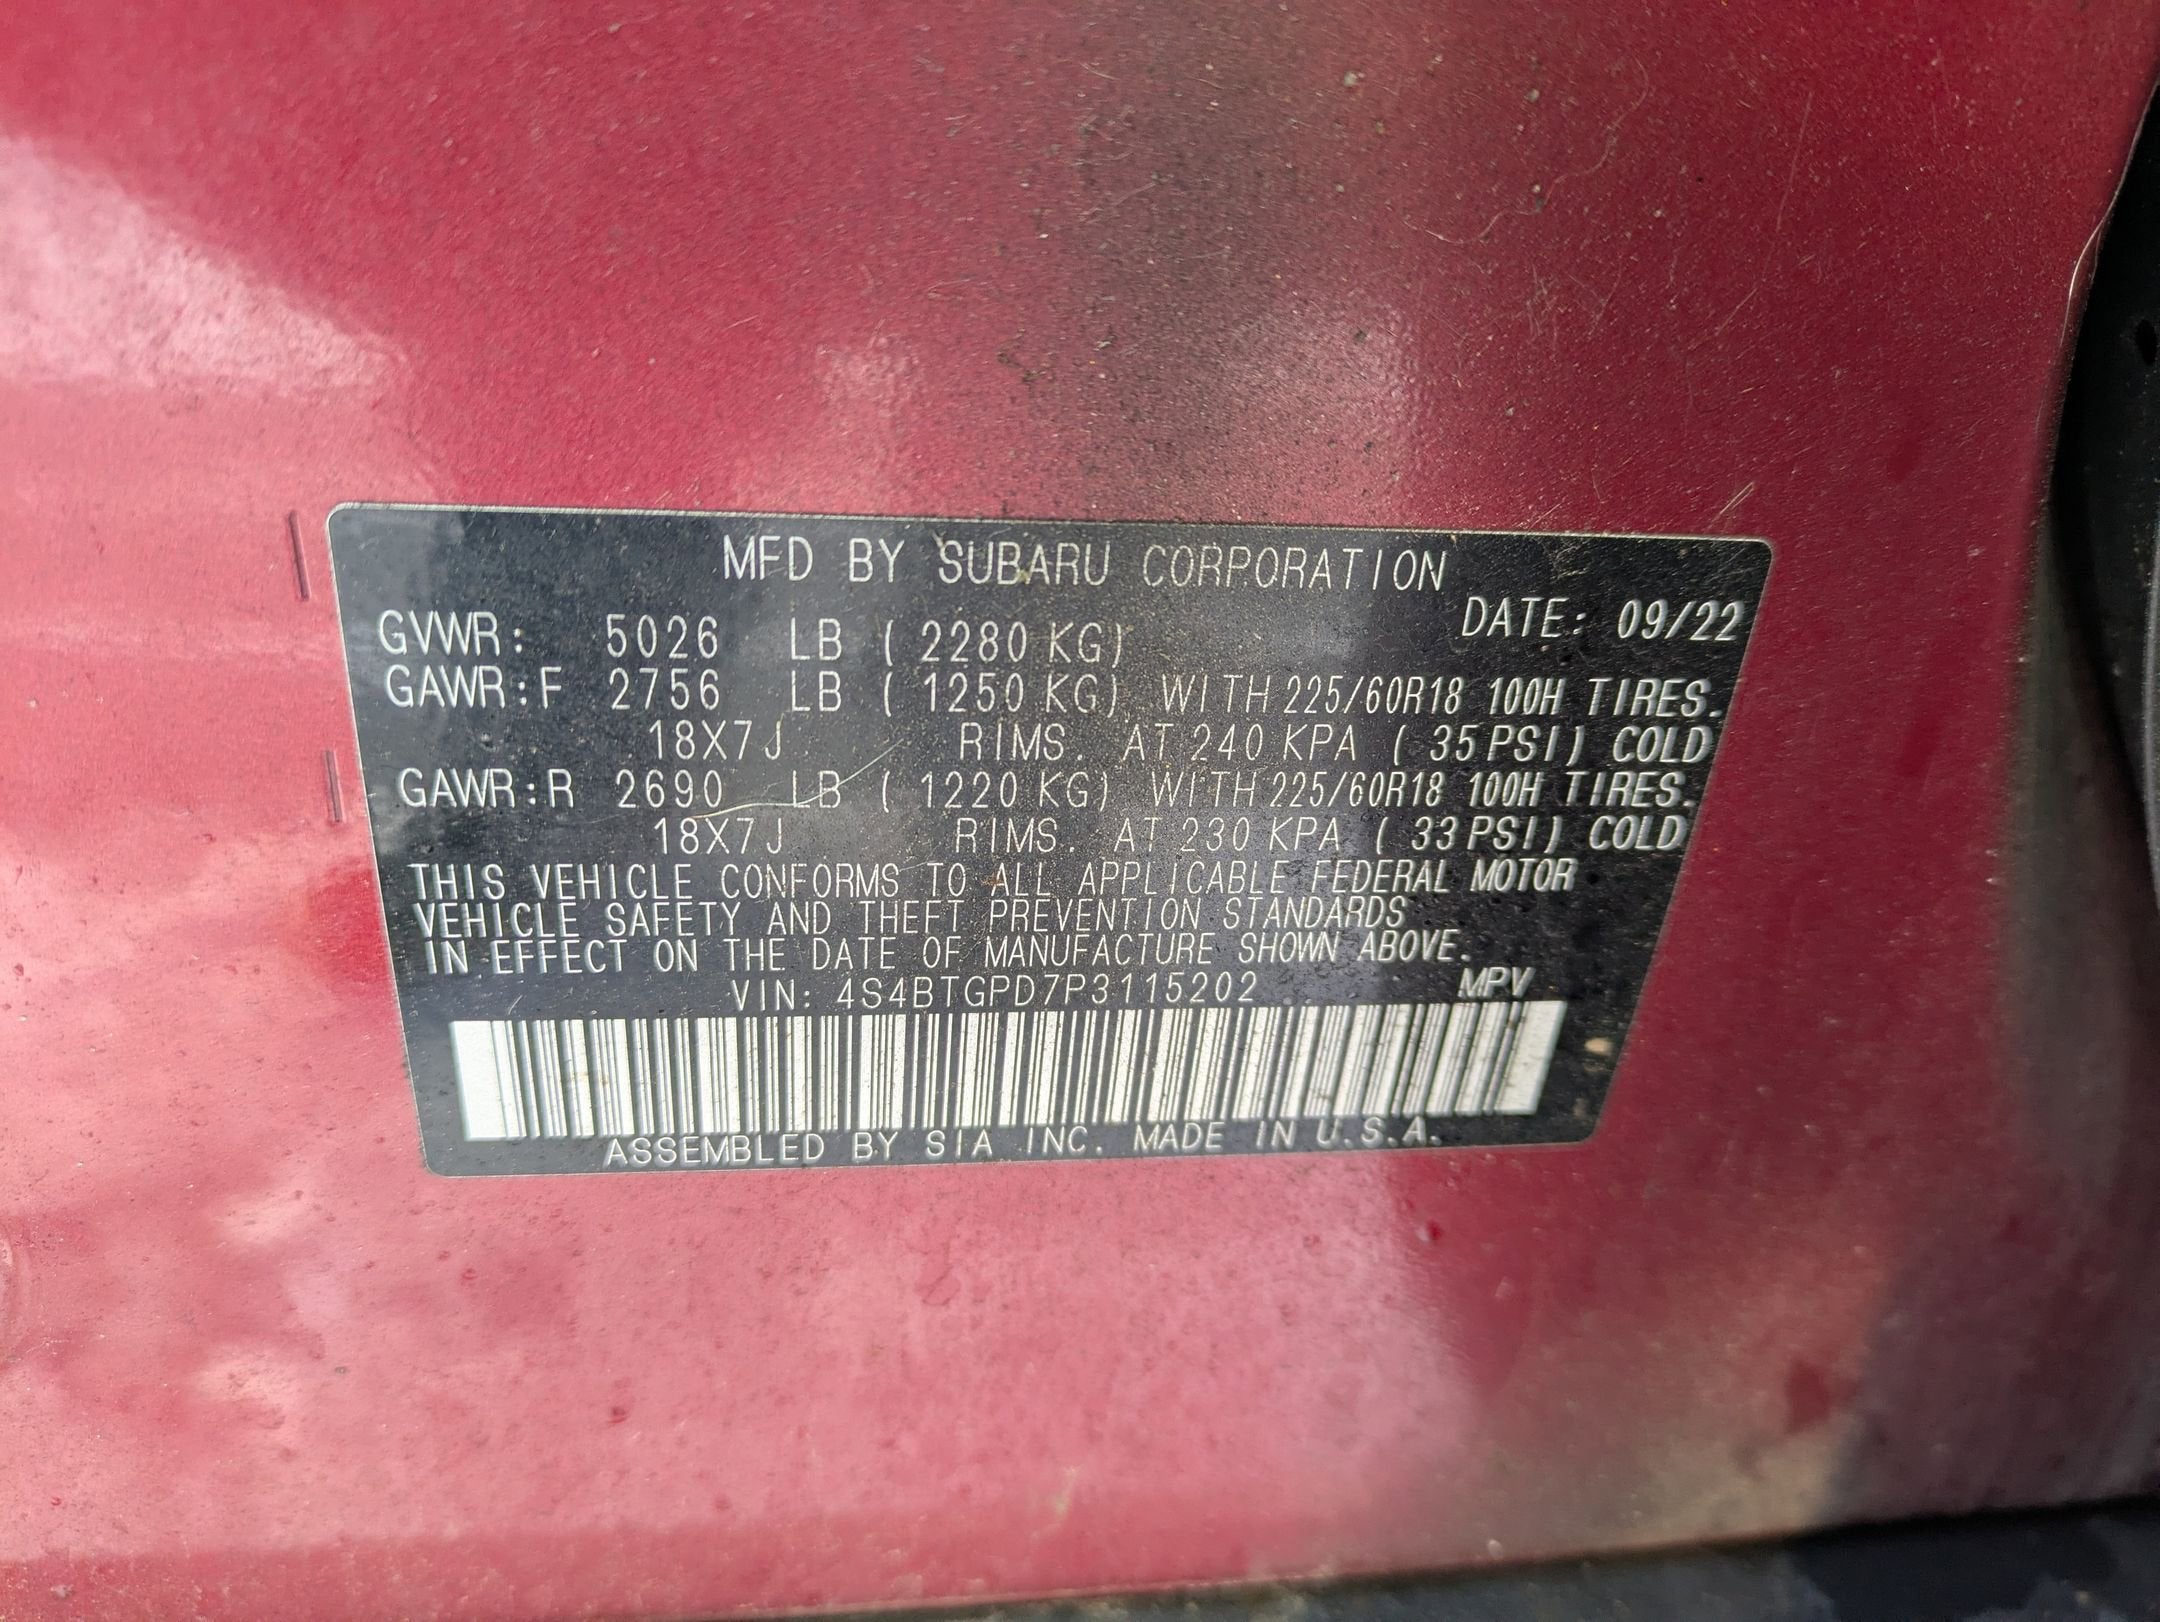 MFD BY SUBARU CORPORATION
DATE: 09/22
GVWR: 5026 LB ( 2280 KG)
GAWR:F 2756 LB ( 1250 KG) WITH 225/60R18 100H TIRES.
18X7J RIMS. AT 240 KPA ( 35 PSI) COLD
GAWR:R 2690 LB ( 1220 KG) WITH 225/60R18 100H TIRES.
18X7J RIMS. AT 230 KPA ( 33 PSI) COLD
THIS VEHICLE CONFORMS TO ALL APPLICABLE FEDERAL MOTOR
VEHICLE SAFETY AND THEFT PREVENTION STANDARDS
IN EFFECT ON THE DATE OF MANUFACTURE SHOWN ABOVE.
VIN: 4S4BTGPD7P3115202 MPV
ASSEMBLED BY SIA INC. MADE IN U.S.A.